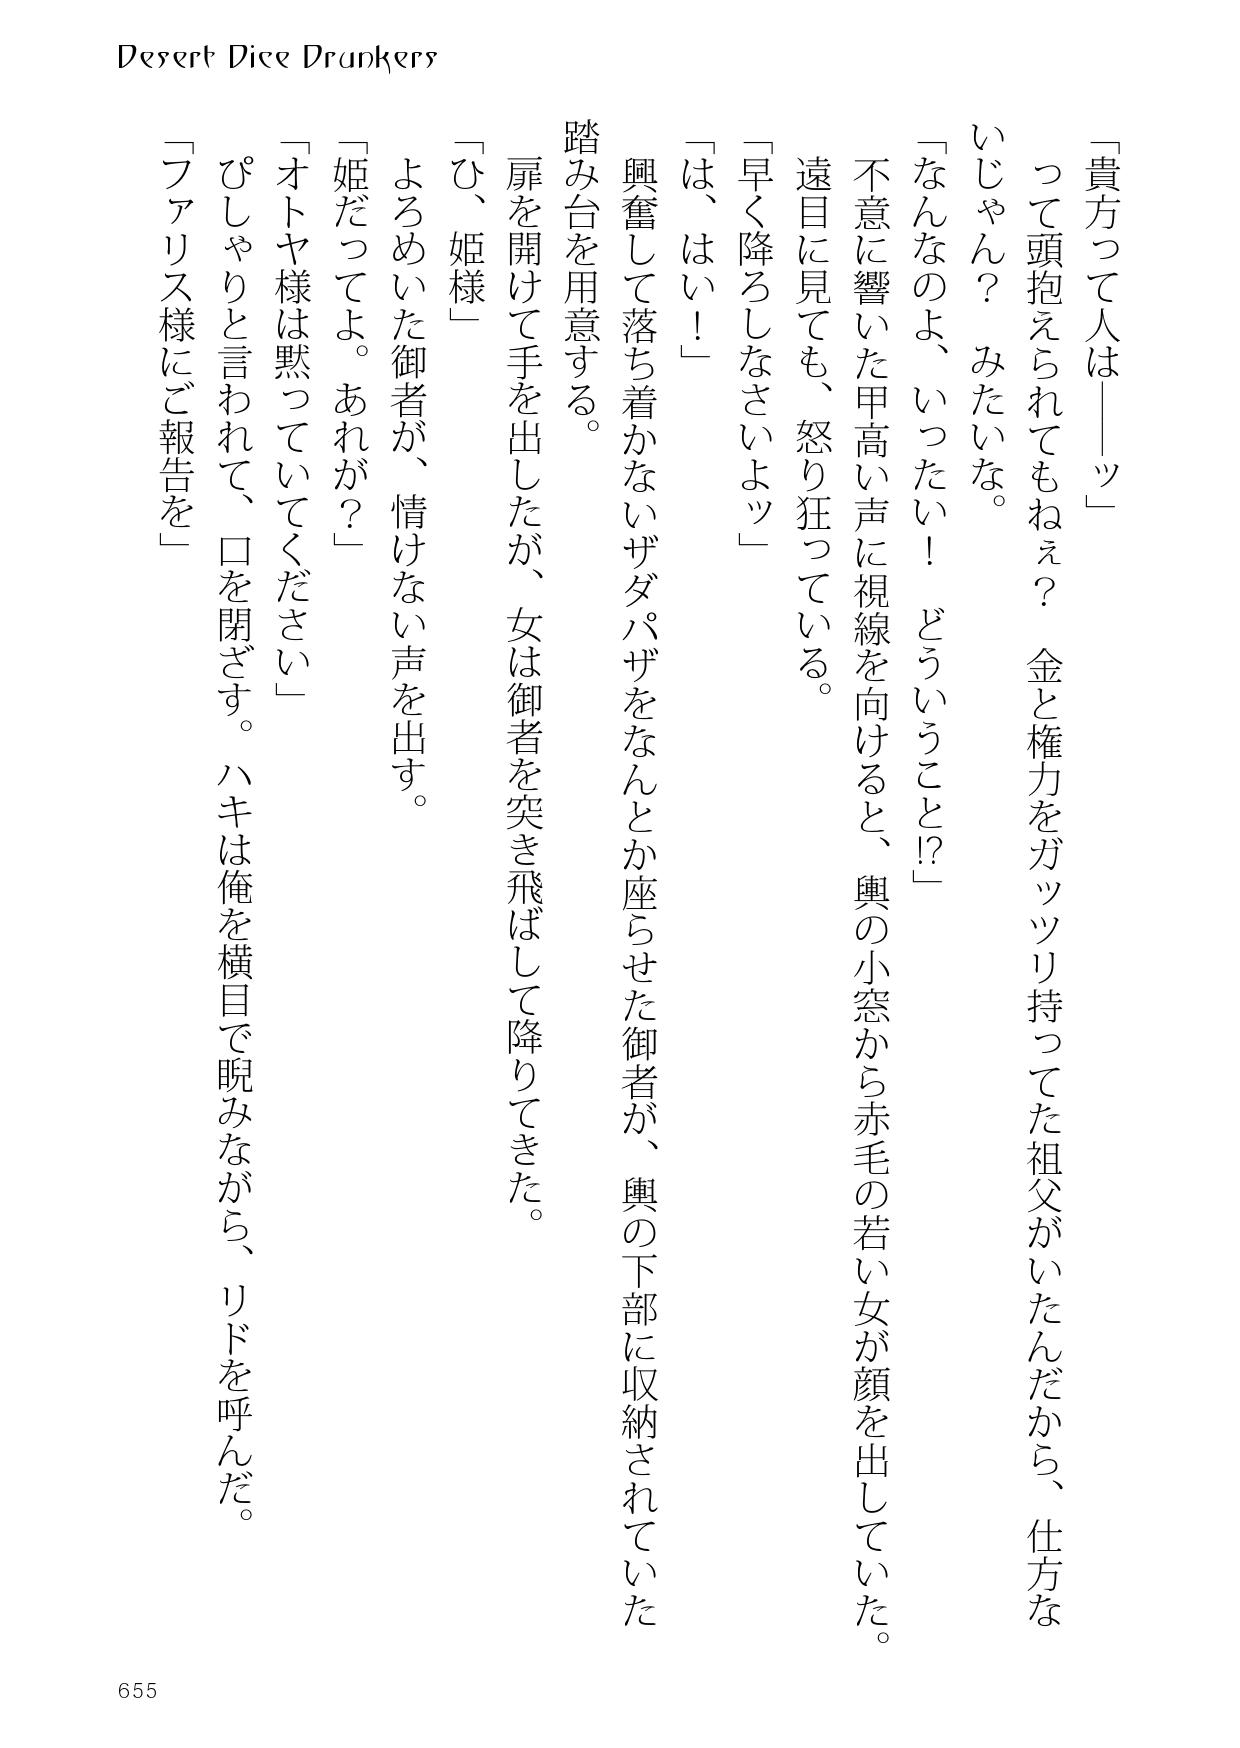 Desert Dice Drunkers
「貴方って人は――ッ」
って頭抱えられてもねぇ？　金と権力をガッツリ持ってた祖父がいたんだから、仕方な
いじゃん？　みたいな。
「なんなのよ、いったい！　どういうこと!?」
不意に響いた甲高い声に視線を向けると、輿の小窓から赤毛の若い女が顔を出していた。
遠目に見ても、怒り狂っている。
「早く降ろしなさいよッ」
「は、はい！」
興奮して落ち着かないザダパザをなんとか座らせた御者が、輿の下部に収納されていた
踏み台を用意する。
扉を開けて手を出したが、女は御者を突き飛ばして降りてきた。
「ひ、姫様」
よろめいた御者が、情けない声を出す。
「姫だってよ。あれが？」
「オトヤ様は黙っていてください」
ぴしゃりと言われて、口を閉ざす。ハキは俺を横目で睨みながら、リドを呼んだ。
「ファリス様にご報告を」
655